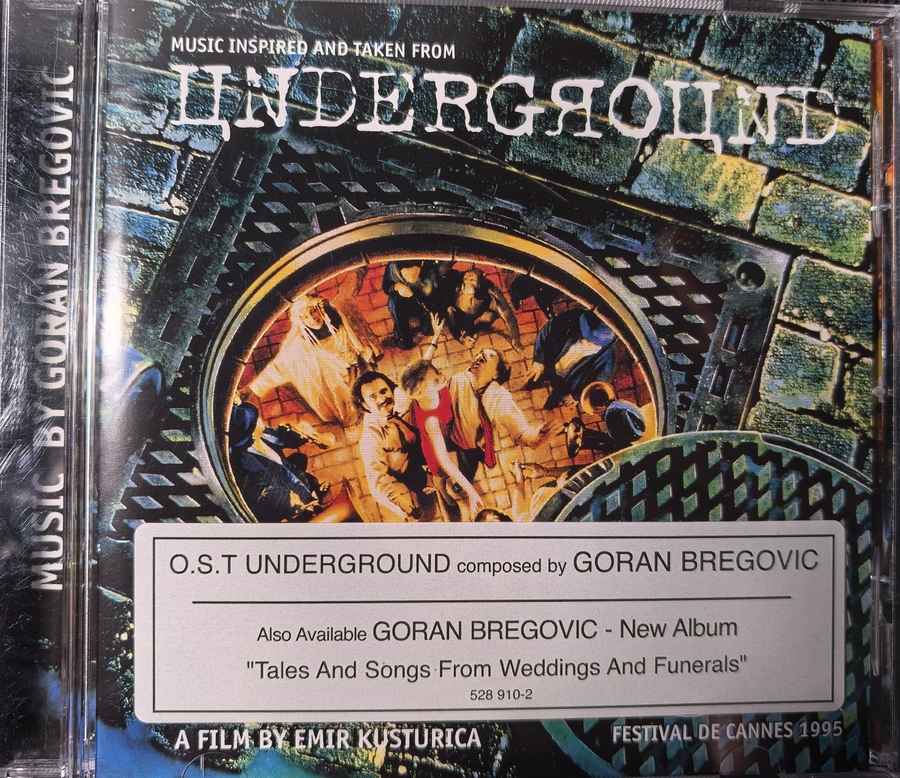 MUSIC INSPIRED AND TAKEN FROM
UNDERGЯOUND
MUSIC BY GORAN BREGOVIC
O.S.T UNDERGROUND composed by GORAN BREGOVIC
Also Available GORAN BREGOVIC - New Album
"Tales And Songs From Weddings And Funerals"
528 910-2
A FILM BY EMIR KUSTURICA
FESTIVAL DE CANNES 1995